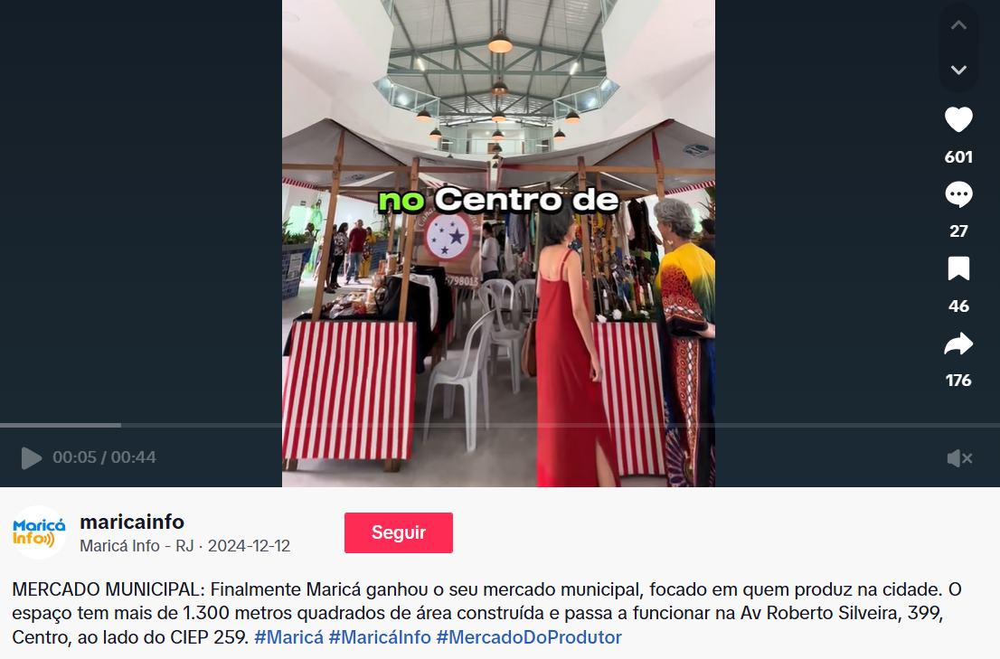 no Centro de
798013
601
27
46
176
00:05 / 00:44
Maricá
Info
maricainfo
Maricá Info - RJ · 2024-12-12
Seguir
MERCADO MUNICIPAL: Finalmente Maricá ganhou o seu mercado municipal, focado em quem produz na cidade. O
espaço tem mais de 1.300 metros quadrados de área construída e passa a funcionar na Av Roberto Silveira, 399,
Centro, ao lado do CIEP 259. #Maricá #MaricáInfo #MercadoDoProdutor